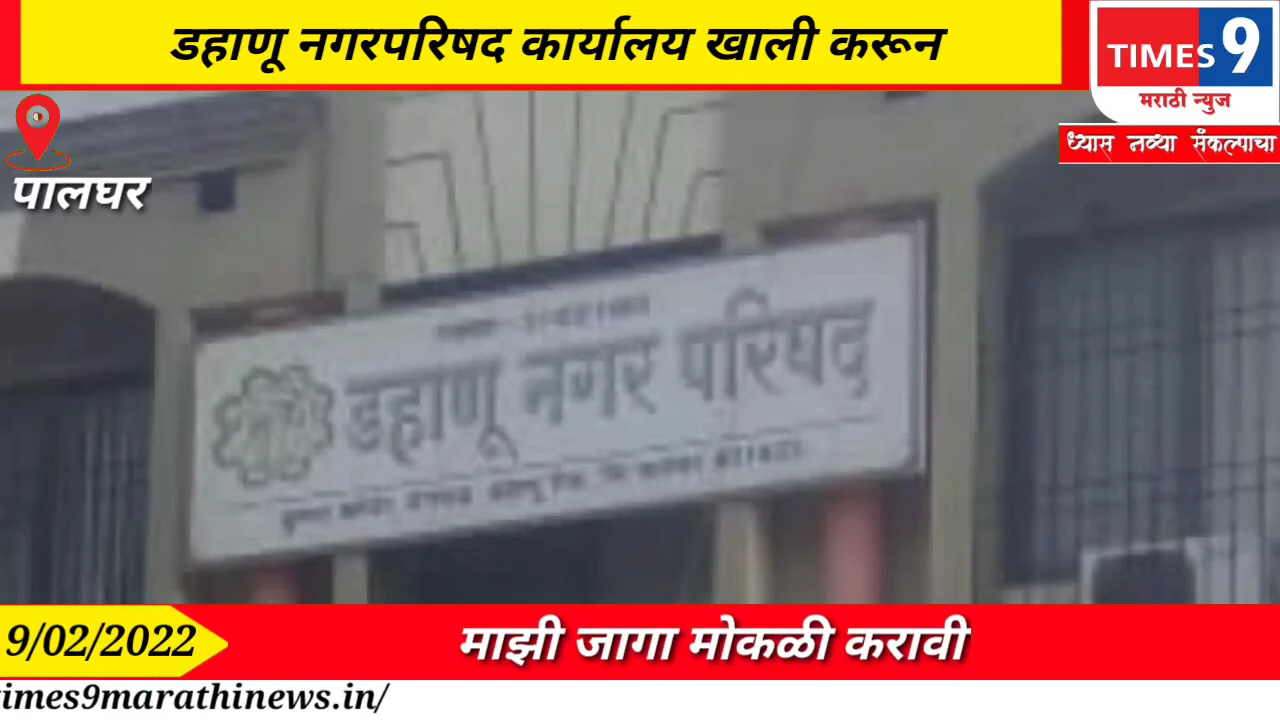 डहाणू नगरपरिषद कार्यालय खाली करून
TIMES 9
मराठी न्युज
ध्यास नव्या संकल्पाचा
पालघर
डहाणू नगर परिषद
9/02/2022
माझी जागा मोकळी करावी
times9marathinews.in/